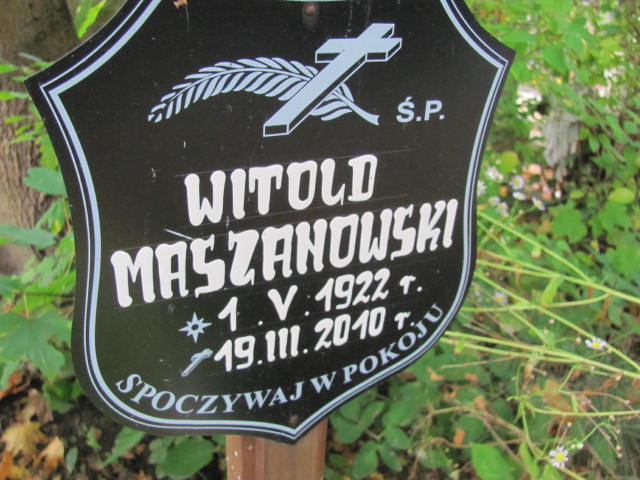 Ś.P.
WITOLD
MASZANOWSKI
1.V.1922 r.
19.III.2010 r.
SPOCZYWAJ W POKOJU